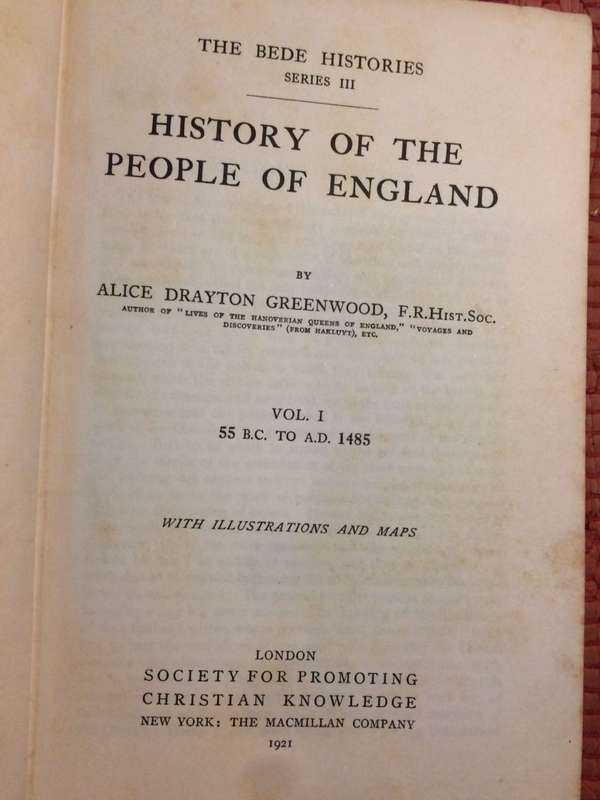 THE BEDE HISTORIES
SERIES III
HISTORY OF THE
PEOPLE OF ENGLAND
BY
ALICE DRAYTON GREENWOOD, F.R.HIST.SOC.
AUTHOR OF "LIVES OF THE HANOVERIAN QUEENS OF ENGLAND," "VOYAGES AND
DISCOVERIES" (FROM HAKLUYT), ETC.
VOL. I
55 B.C. TO A.D. 1485
WITH ILLUSTRATIONS AND MAPS
LONDON
SOCIETY FOR PROMOTING
CHRISTIAN KNOWLEDGE
NEW YORK: THE MACMILLAN COMPANY
1921